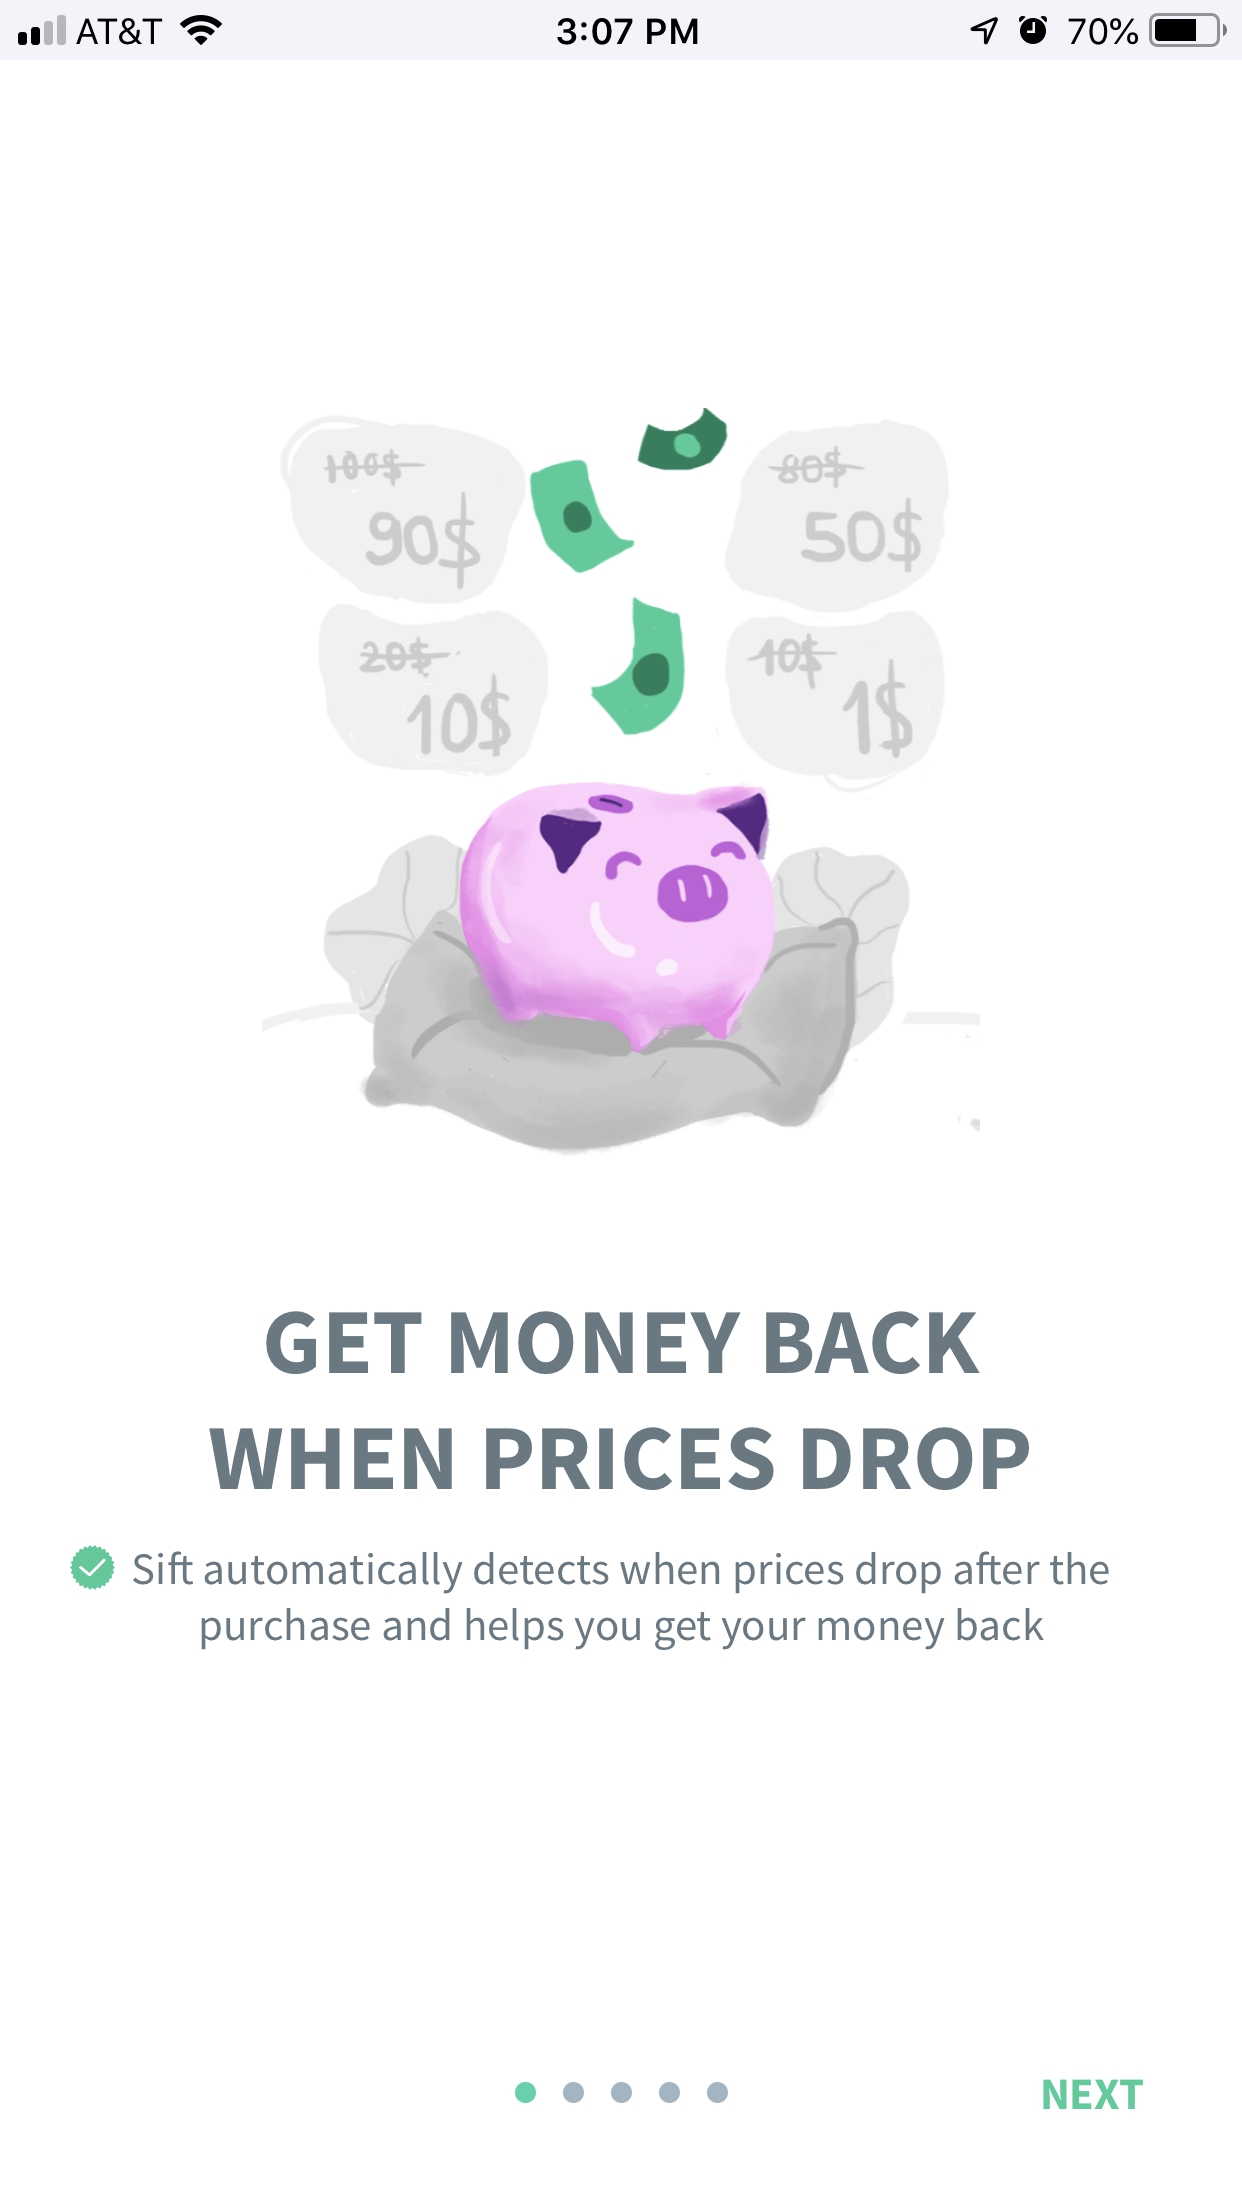 AT&T 3:07 PM 70%
100$ 80$
90$ 50$
20$ 10$
10$ 1$
GET MONEY BACK
WHEN PRICES DROP
Sift automatically detects when prices drop after the
purchase and helps you get your money back
NEXT